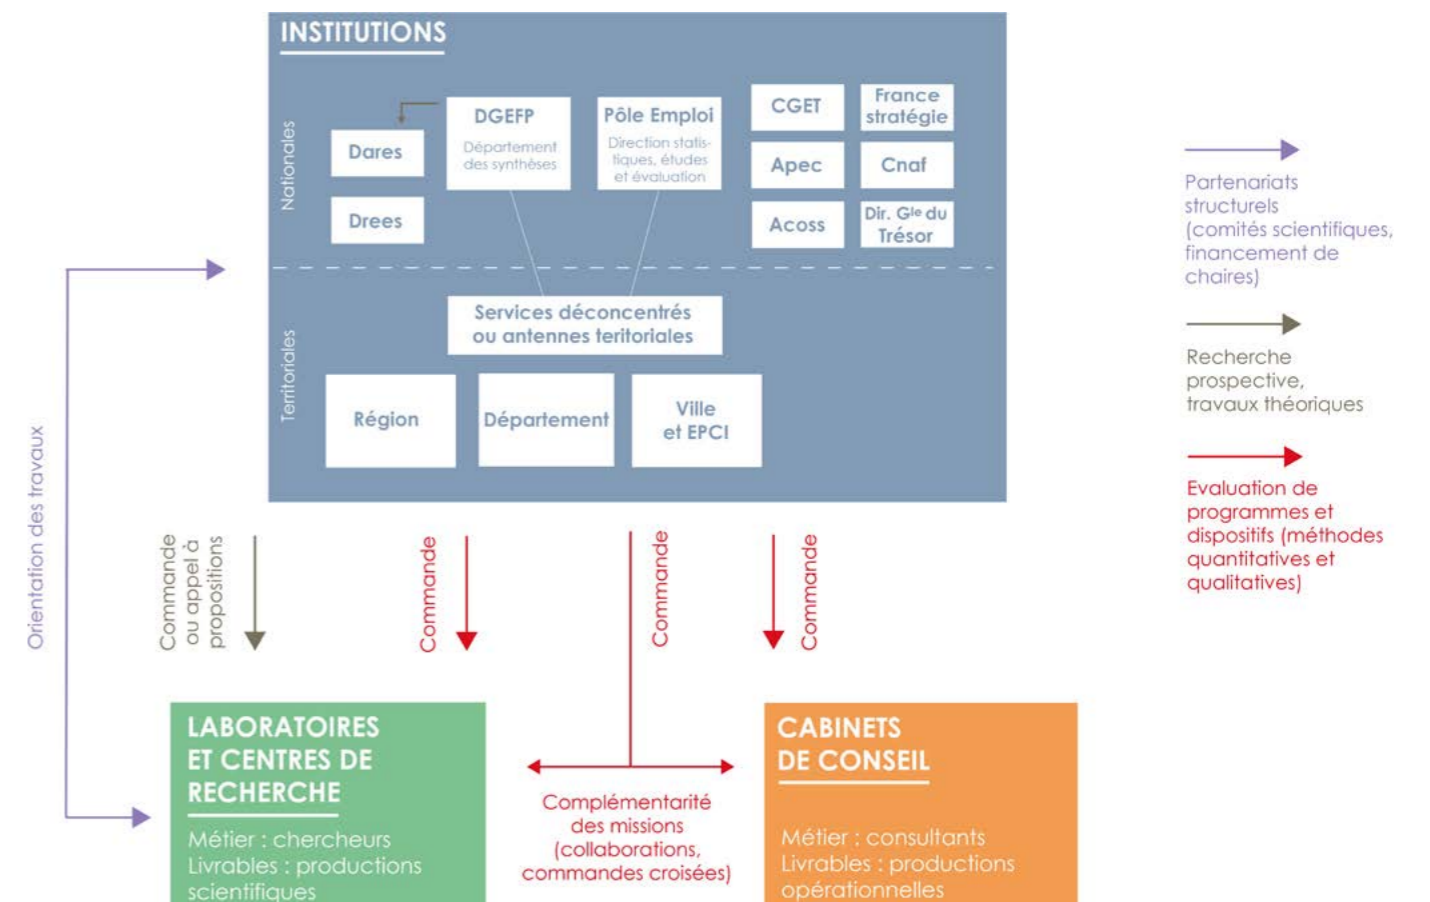 INSTITUTIONS
Nationales
Dares
Drees
DGEFP
Département
des synthèses
Pôle Emploi
Direction statis-
tiques, études
et évaluation
CGET
France
stratégie
Apec
Cnaf
Acoss
Dir. Gle du
Trésor
Territoriales
Services déconcentrés
ou antennes teritoriales
Région
Département
Ville
et EPCI
Partenariats
structurels
(comités scientifiques,
financement de
chaires)
Recherche
prospective,
travaux théoriques
Evaluation de
programmes et
dispositifs (méthodes
quantitatives et
qualitatives)
Orientation des travaux
Commande
ou appel à
propositions
Commande
Commande
Commande
LABORATOIRES
ET CENTRES DE
RECHERCHE
Métier : chercheurs
Livrables : productions
scientifiques
Complémentarité
des missions
(collaborations,
commandes croisées)
CABINETS
DE CONSEIL
Métier : consultants
Livrables : productions
opérationnelles